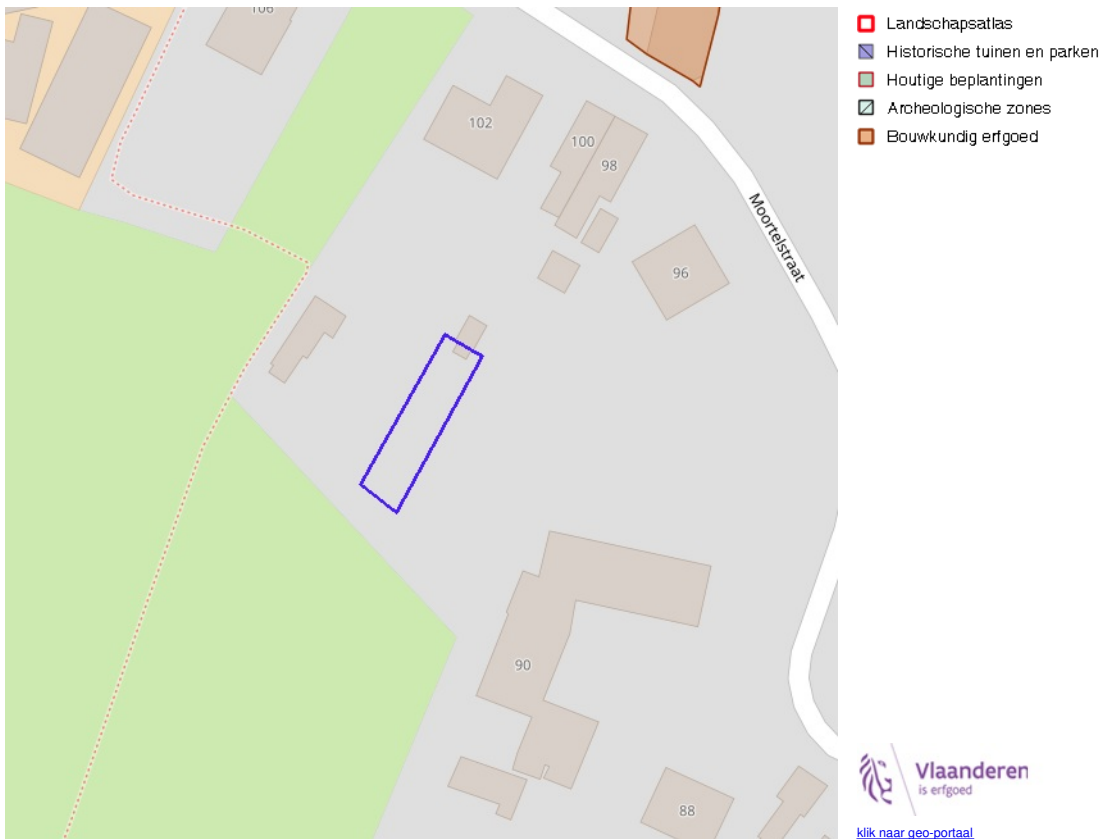 106
102
100
98
Moortelstraat
96
90
88
Landschapsatlas
Historische tuinen en parken
Houtige beplantingen
Archeologische zones
Bouwkundig erfgoed
Vlaanderen
is erfgoed
klik naar geo-portaal